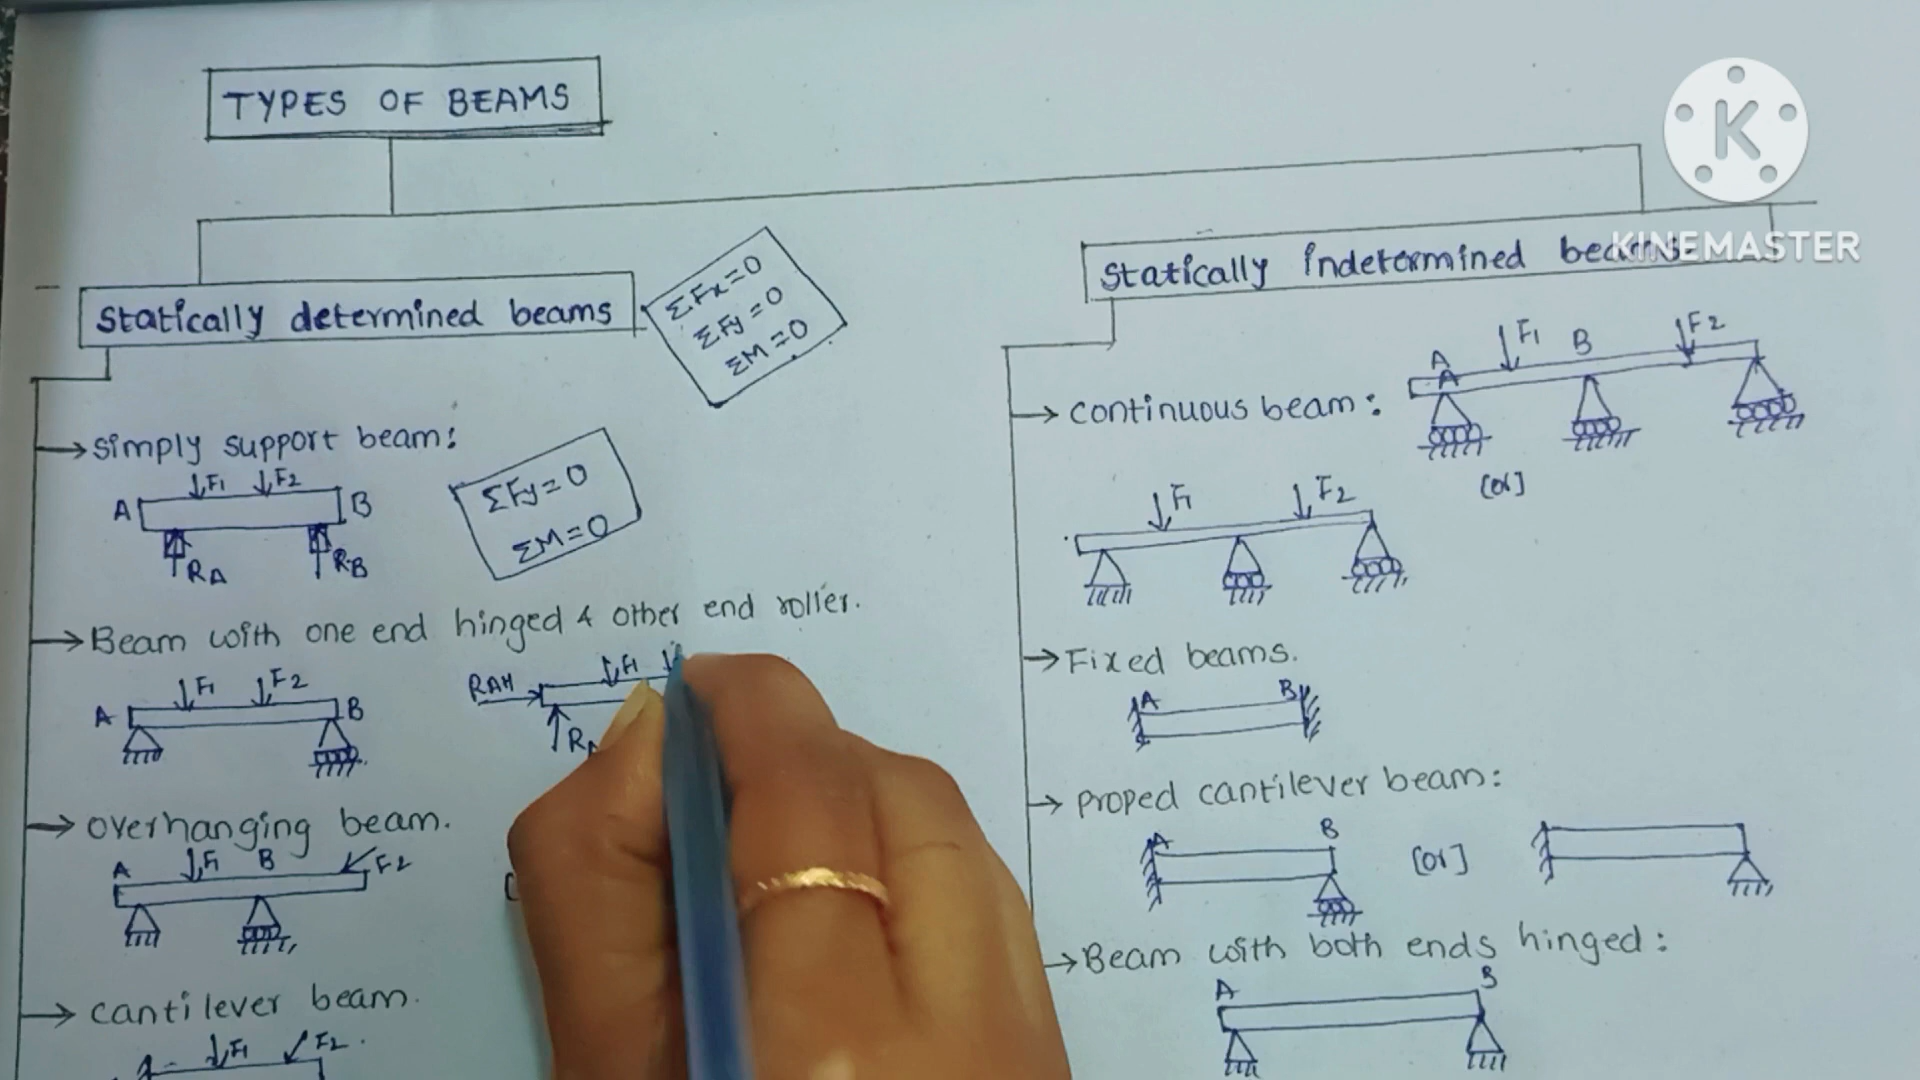 TYPES OF BEAMS
K
KINEMASTER
Statically determined beams
ΣFx=0
ΣFy=0
ΣM=0
→ Simply support beam:
F1 F2
A B
RA RB
ΣFy=0
ΣM=0
→ Beam with one end hinged & other end roller.
F1 F2
A B
RAH F1
→ overhanging beam.
A F1 B F2
→ cantilever beam.
F1 F2
Statically indetermined beams
→ continuous beam:
A F1 B F2
A
[or]
F1 F2
→ Fixed beams.
A B
→ proped cantilever beam:
A B
[or]
→ Beam with both ends hinged:
A B